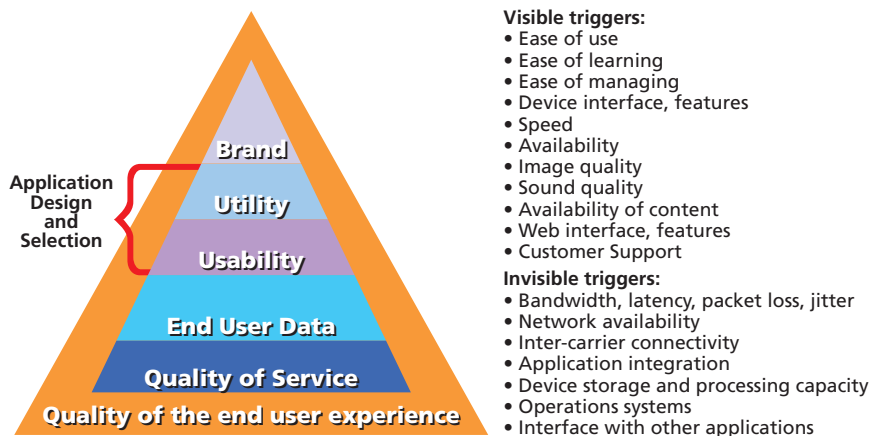 Brand
Utility
Usability
End User Data
Quality of Service
Quality of the end user experience
Application
Design
and
Selection
Visible triggers:
• Ease of use
• Ease of learning
• Ease of managing
• Device interface, features
• Speed
• Availability
• Image quality
• Sound quality
• Availability of content
• Web interface, features
• Customer Support
Invisible triggers:
• Bandwidth, latency, packet loss, jitter
• Network availability
• Inter-carrier connectivity
• Application integration
• Device storage and processing capacity
• Operations systems
• Interface with other applications